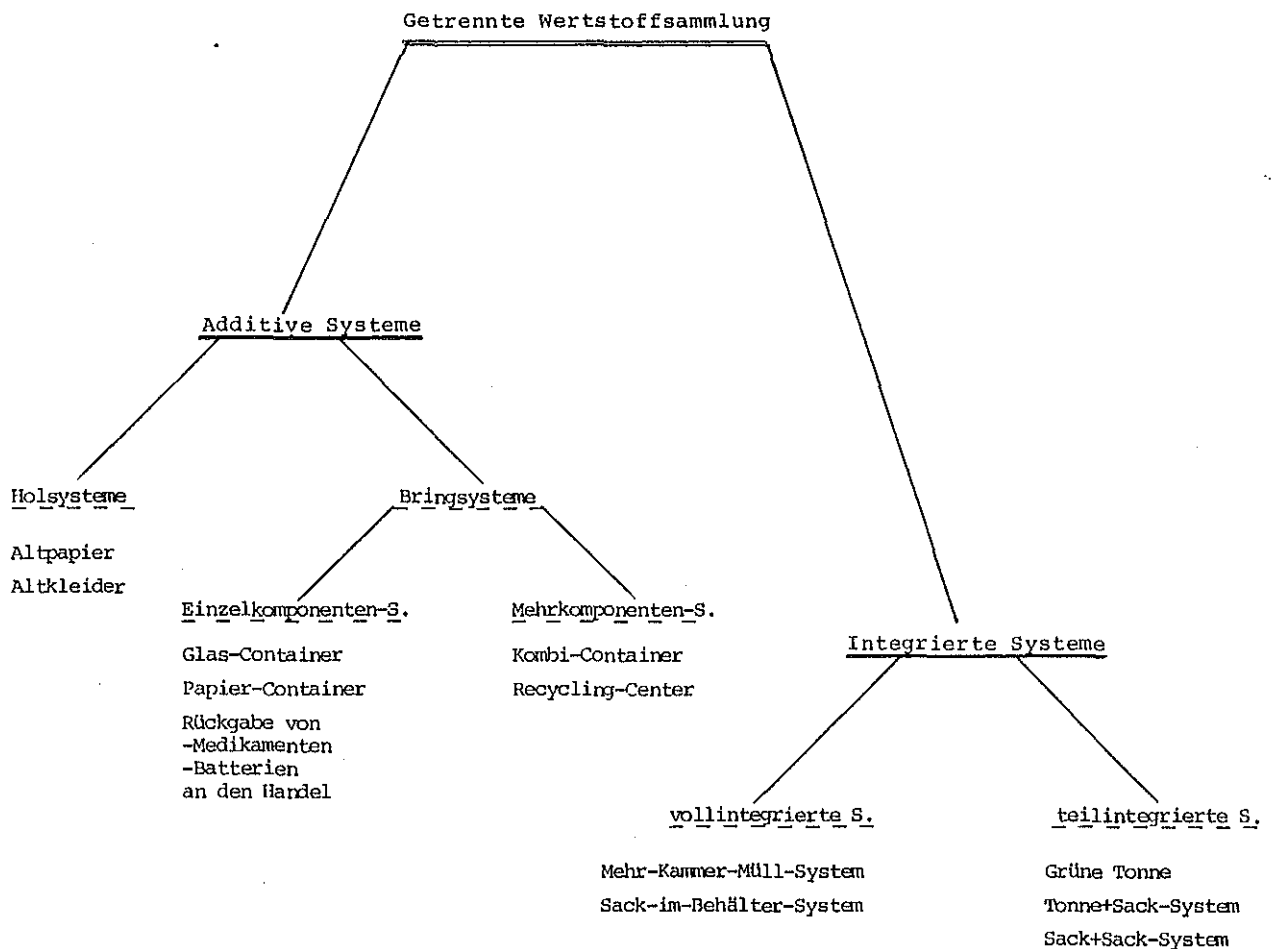 Getrennte Wertstoffsammlung
Additive Systeme
Holsysteme
Altpapier
Altkleider
Bringsysteme
Einzelkomponenten-S.
Glas-Container
Papier-Container
Rückgabe von
-Medikamenten
-Batterien
an den Handel
Mehrkomponenten-S.
Kombi-Container
Recycling-Center
Integrierte Systeme
vollintegrierte S.
Mehr-Kammer-Müll-System
Sack-im-Behälter-System
teilintegrierte S.
Grüne Tonne
Tonne+Sack-System
Sack+Sack-System